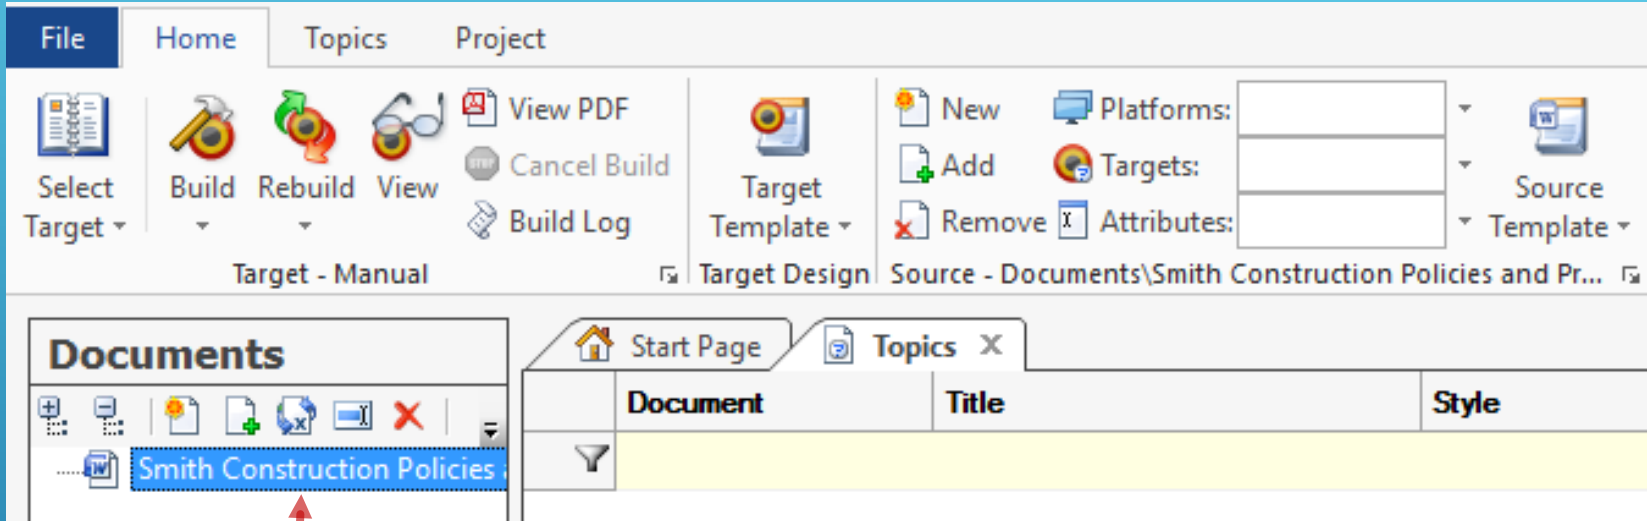 File Home Topics Project
View PDF New Platforms:
Cancel Build Add Targets:
Select Build Rebuild View Target Source
Target Build Log Template Remove Attributes: Template
Target - Manual Target Design Source - Documents\Smith Construction Policies and Pr...
Documents
Start Page Topics
Document Title Style
Smith Construction Policies